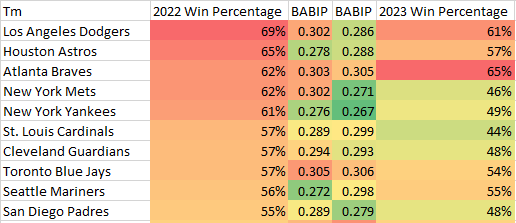 Tm 2022 Win Percentage BABIP BABIP 2023 Win Percentage
Los Angeles Dodgers 69% 0.302 0.286 61%
Houston Astros 65% 0.278 0.288 57%
Atlanta Braves 62% 0.303 0.305 65%
New York Mets 62% 0.302 0.271 46%
New York Yankees 61% 0.276 0.267 49%
St. Louis Cardinals 57% 0.289 0.299 44%
Cleveland Guardians 57% 0.294 0.293 48%
Toronto Blue Jays 57% 0.305 0.306 54%
Seattle Mariners 56% 0.272 0.298 55%
San Diego Padres 55% 0.289 0.279 48%